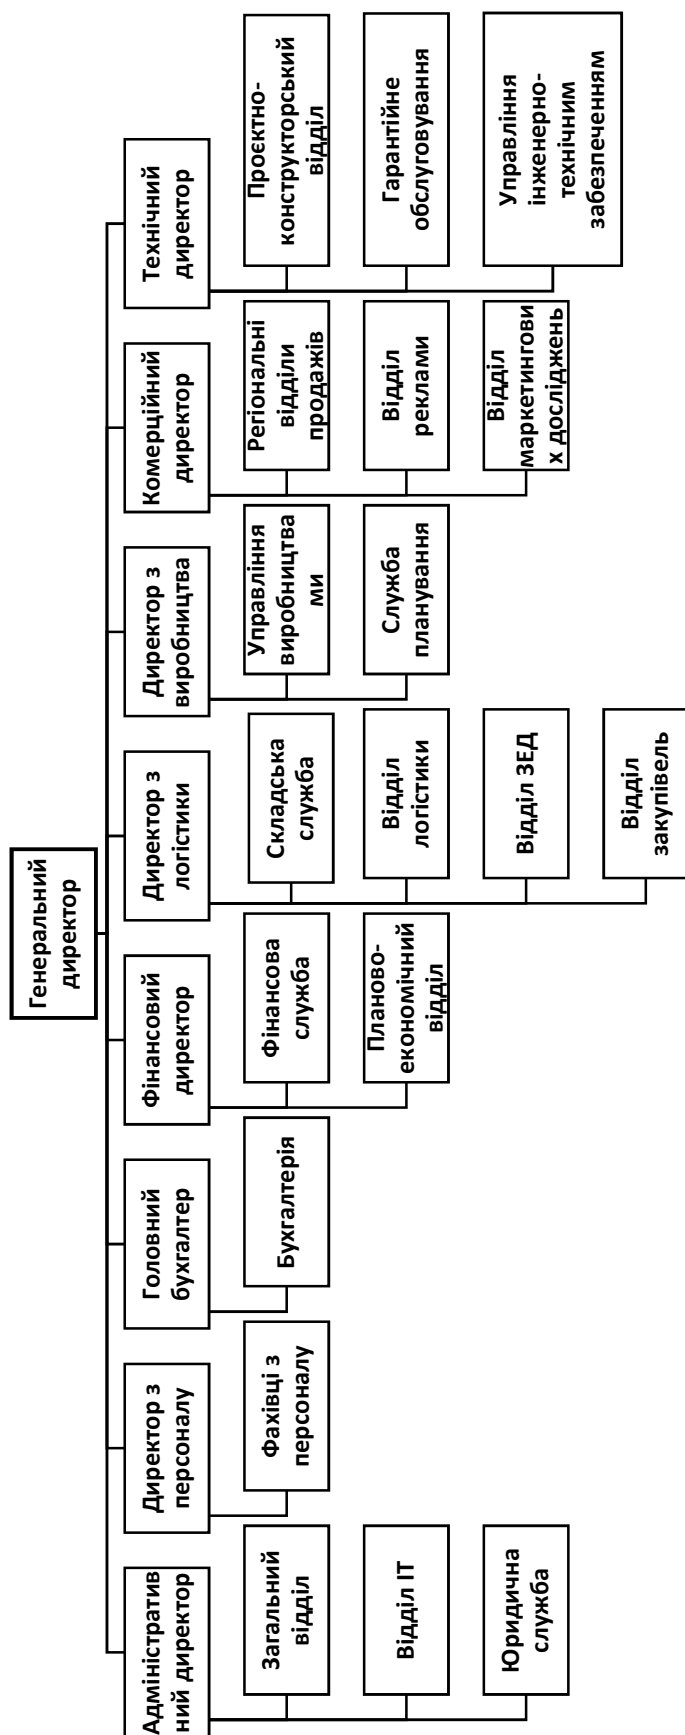 Генеральний
директор
Адміністратив
ний директор
Загальний
відділ
Відділ ІТ
Юридична
служба
Директор з
персоналу
Фахівці з
персоналу
Головний
бухгалтер
Бухгалтерія
Фінансовий
директор
Фінансова
служба
Планово-
економічний
відділ
Директор з
логістики
Складська
служба
Відділ
логістики
Відділ ЗЕД
Відділ
закупівель
Директор з
виробництва
Управління
виробництва
ми
Служба
планування
Комерційний
директор
Регіональні
відділи
продажів
Відділ
реклами
Відділ
маркетингови
х досліджень
Технічний
директор
Проєктно-
конструкторський
відділ
Гарантійне
обслуговування
Управління
інженерно-
технічним
забезпеченням